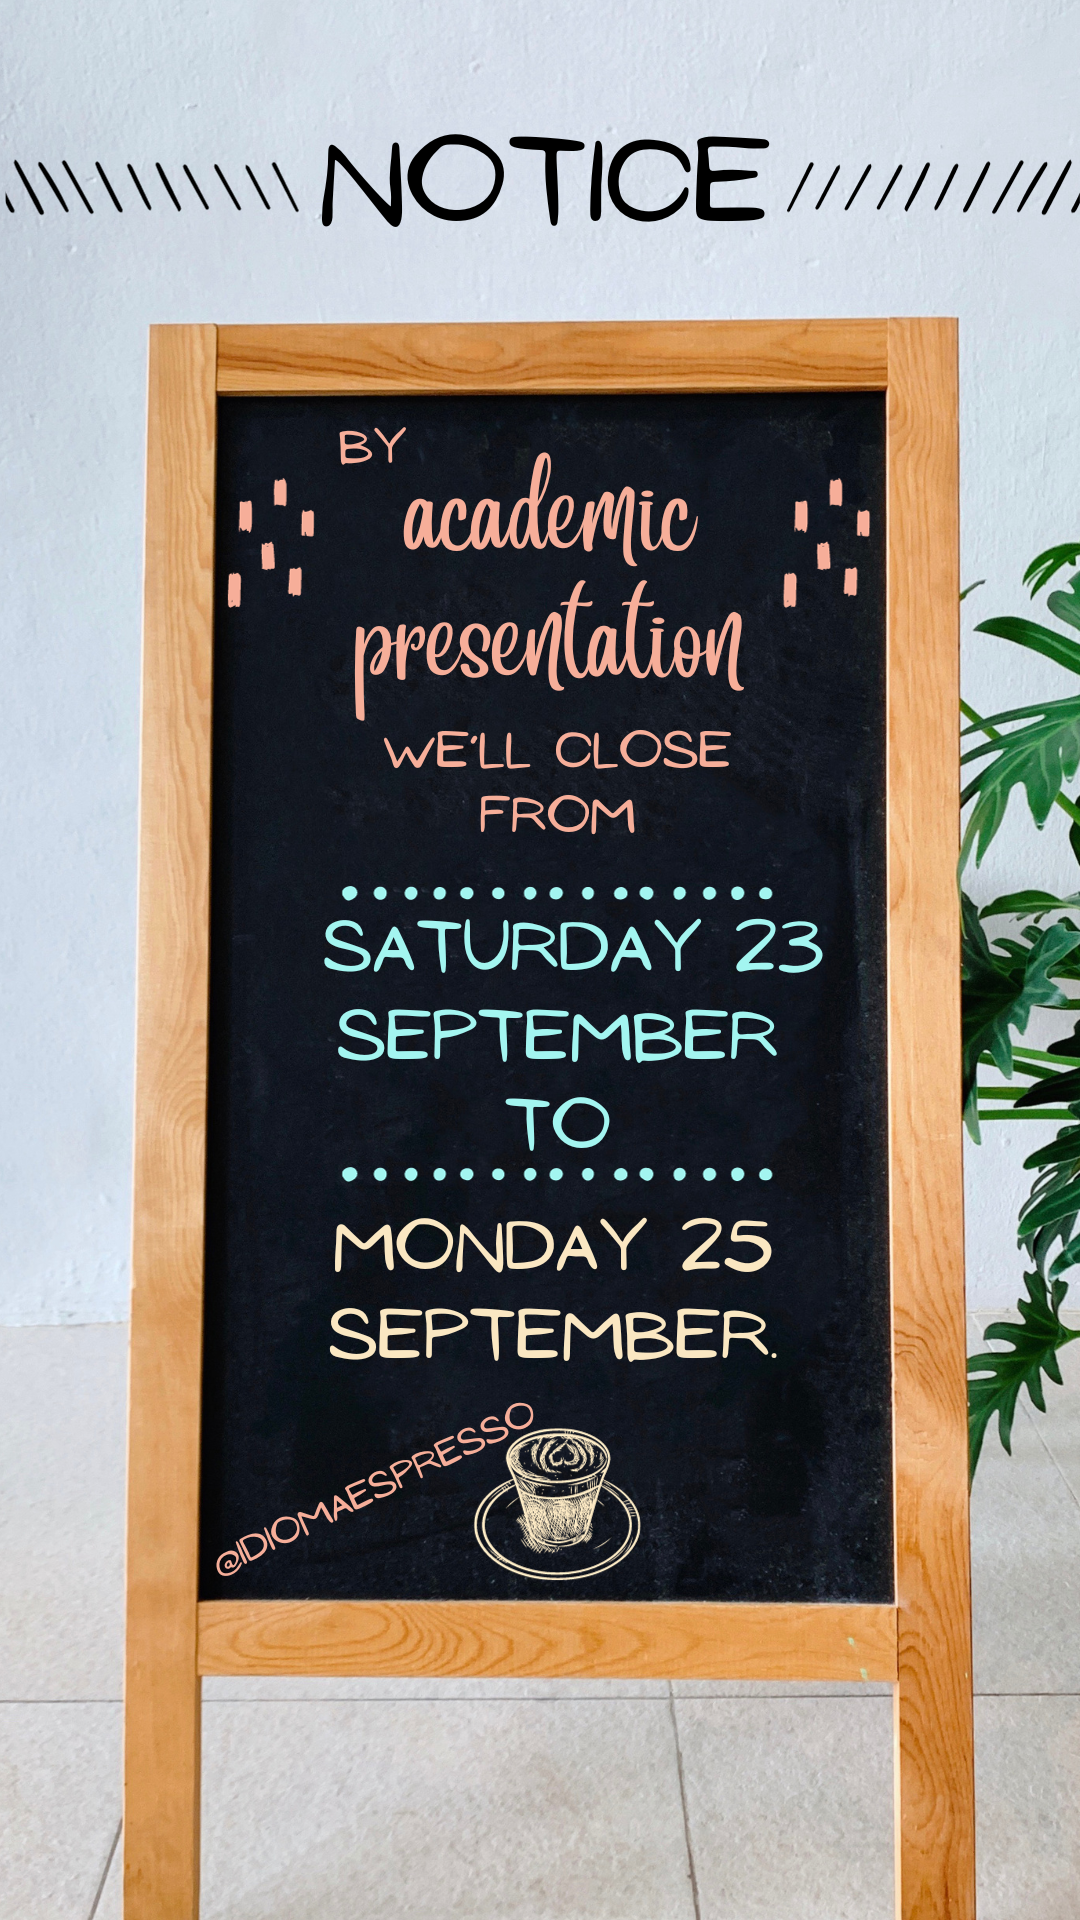 NOTICE
BY
academic
presentation
WE'LL CLOSE
FROM
SATURDAY 23
SEPTEMBER
TO
MONDAY 25
SEPTEMBER.
@IDIOMAESPRESSO